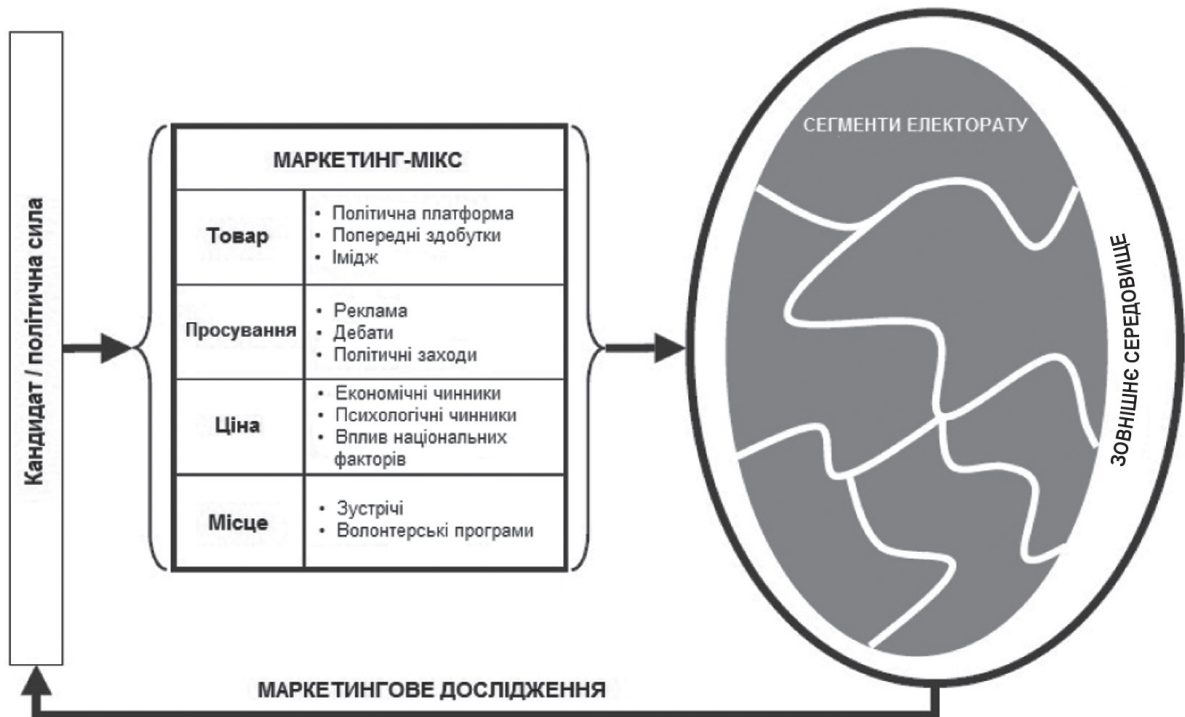 Кандидат / політична сила
МАРКЕТИНГ-МІКС
Товар
• Політична платформа
• Попередні здобутки
• Імідж
Просування
• Реклама
• Дебати
• Політичні заходи
Ціна
• Економічні чинники
• Психологічні чинники
• Вплив національних
факторів
Місце
• Зустрічі
• Волонтерські програми
СЕГМЕНТИ ЕЛЕКТОРАТУ
ЗОВНІШНЄ СЕРЕДОВИЩЕ
МАРКЕТИНГОВЕ ДОСЛІДЖЕННЯ